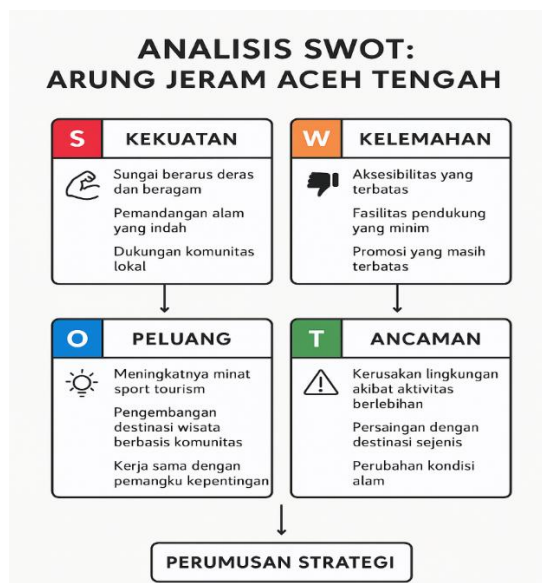 ANALISIS SWOT:
ARUNG JERAM ACEH TENGAH
S KEKUATAN
Sungai berarus deras
dan beragam
Pemandangan alam
yang indah
Dukungan komunitas
lokal
W KELEMAHAN
Aksesibilitas yang
terbatas
Fasilitas pendukung
yang minim
Promosi yang masih
terbatas
O PELUANG
Meningkatnya minat
sport tourism
Pengembangan
destinasi wisata
berbasis komunitas
Kerja sama dengan
pemangku kepentingan
T ANCAMAN
Kerusakan lingkungan
akibat aktivitas
berlebihan
Persaingan dengan
destinasi sejenis
Perubahan kondisi
alam
PERUMUSAN STRATEGI